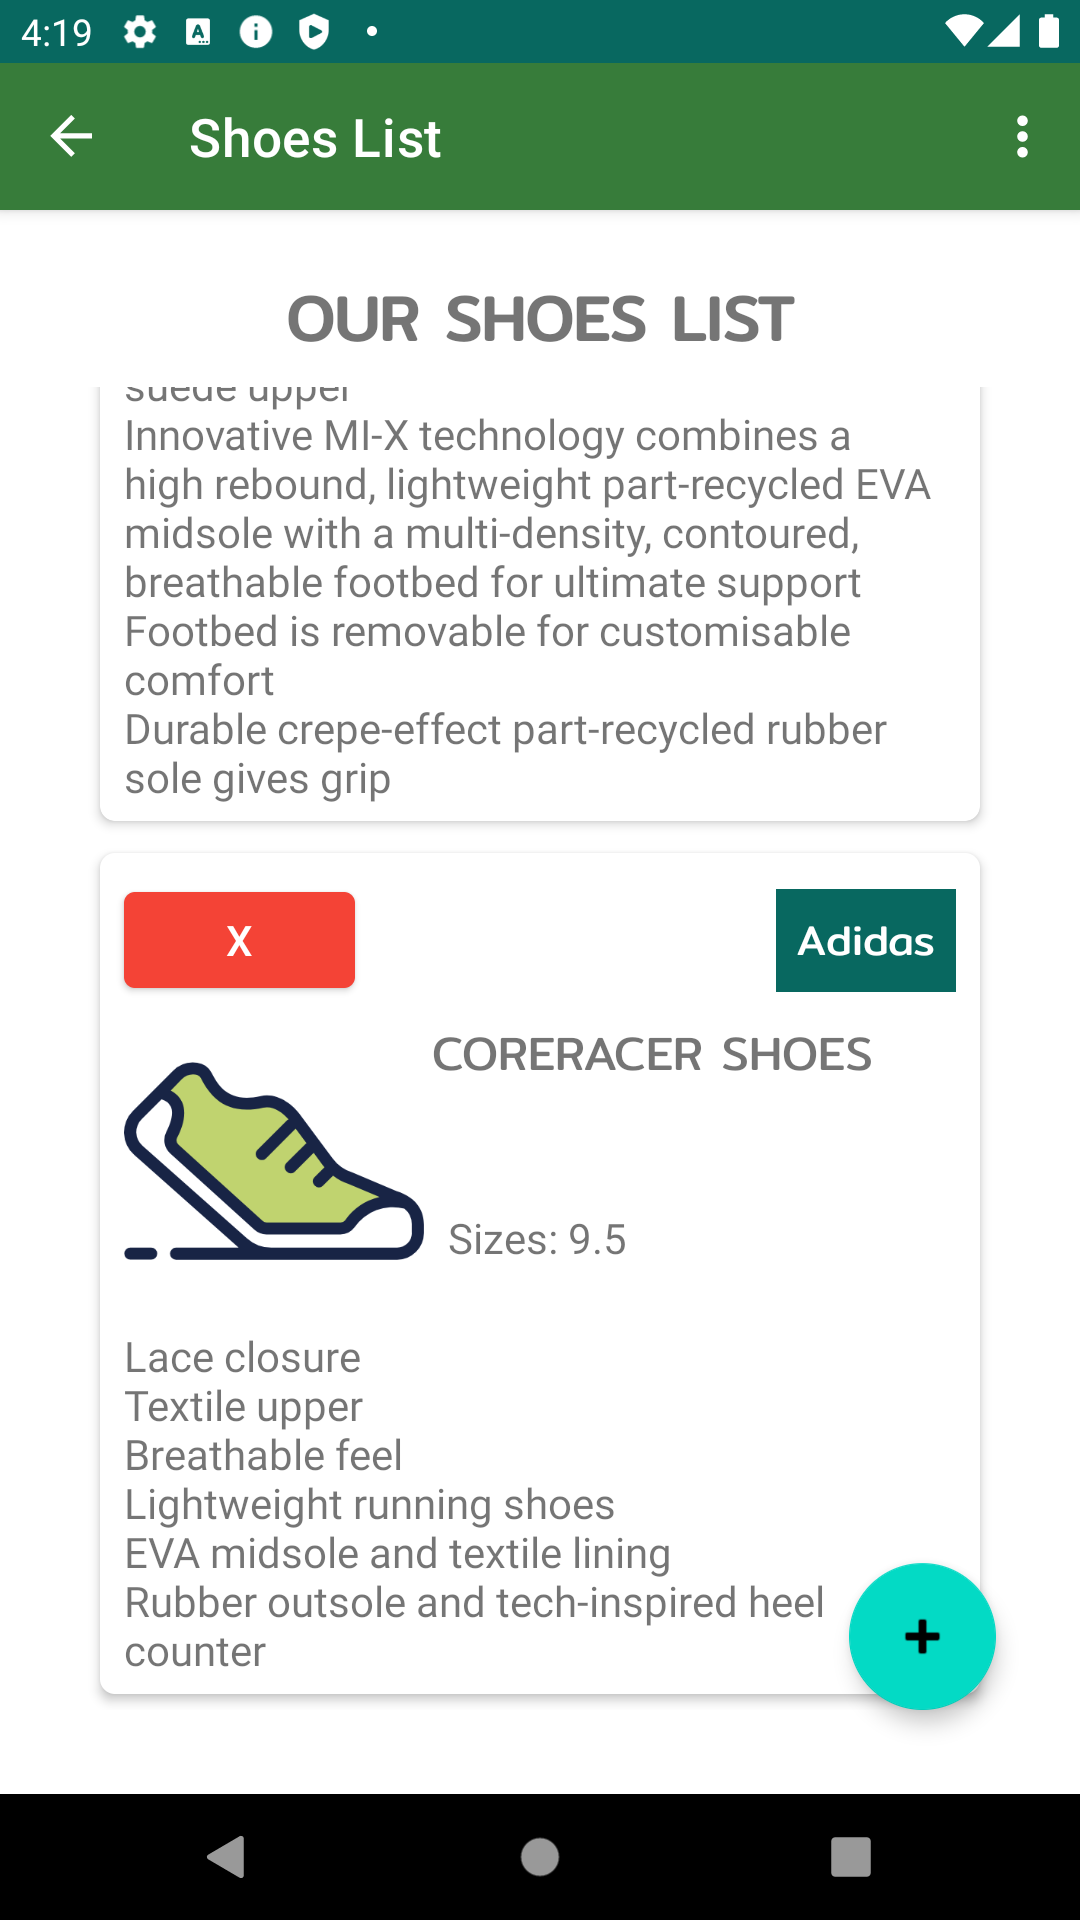 4:19
Shoes List
OUR SHOES LIST
suede upper
Innovative MI-X technology combines a
high rebound, lightweight part-recycled EVA
midsole with a multi-density, contoured,
breathable footbed for ultimate support
Footbed is removable for customisable
comfort
Durable crepe-effect part-recycled rubber
sole gives grip
X
Adidas
CORERACER SHOES
Sizes: 9.5
Lace closure
Textile upper
Breathable feel
Lightweight running shoes
EVA midsole and textile lining
Rubber outsole and tech-inspired heel
counter